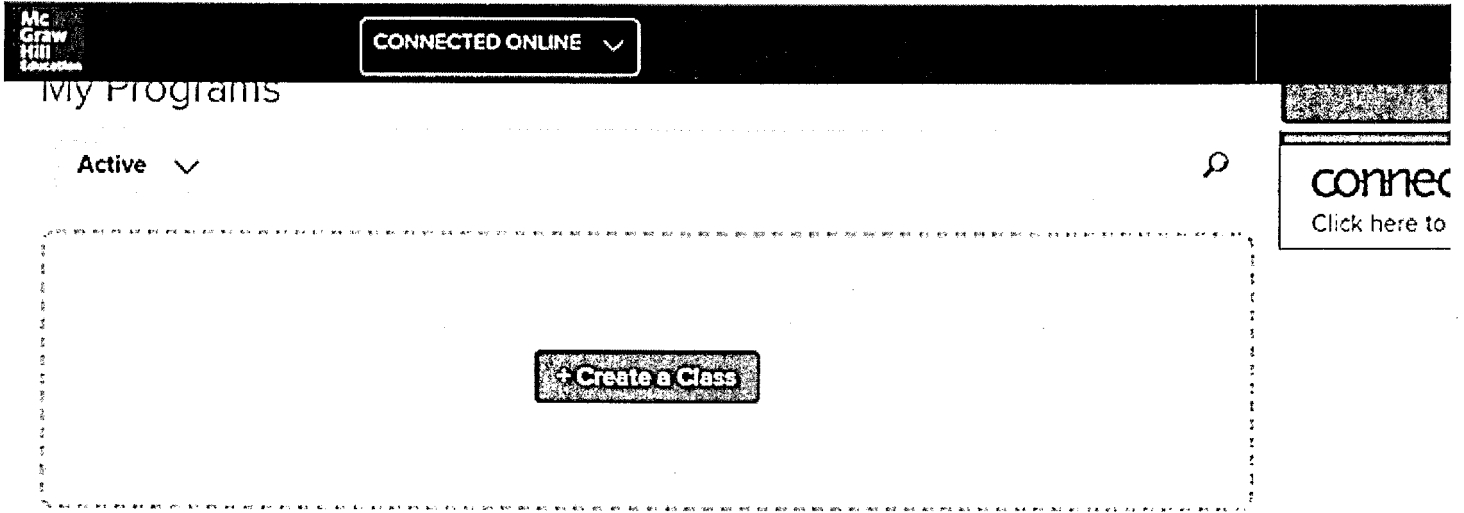 Mc
Graw
Hill
Education
CONNECTED ONLINE
My Programs
Active
connec
Click here to
+ Create a Class